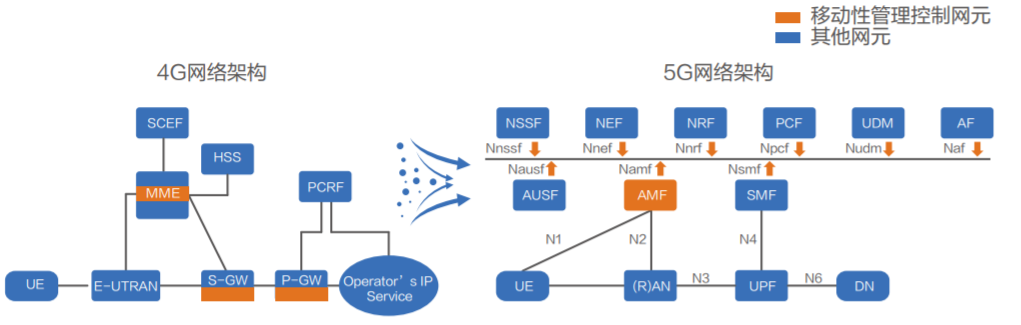 移动性管理控制网元
其他网元
4G网络架构
5G网络架构
SCEF
HSS
MME
PCRF
UE
E-UTRAN
S-GW
P-GW
Operator's IP
Service
NSSF
NEF
NRF
PCF
UDM
AF
Nnssf
Nnef
Nnrf
Npcf
Nudm
Naf
Nausf
Namf
Nsmf
AUSF
AMF
SMF
N1
N2
N4
UE
(R)AN
N3
UPF
N6
DN